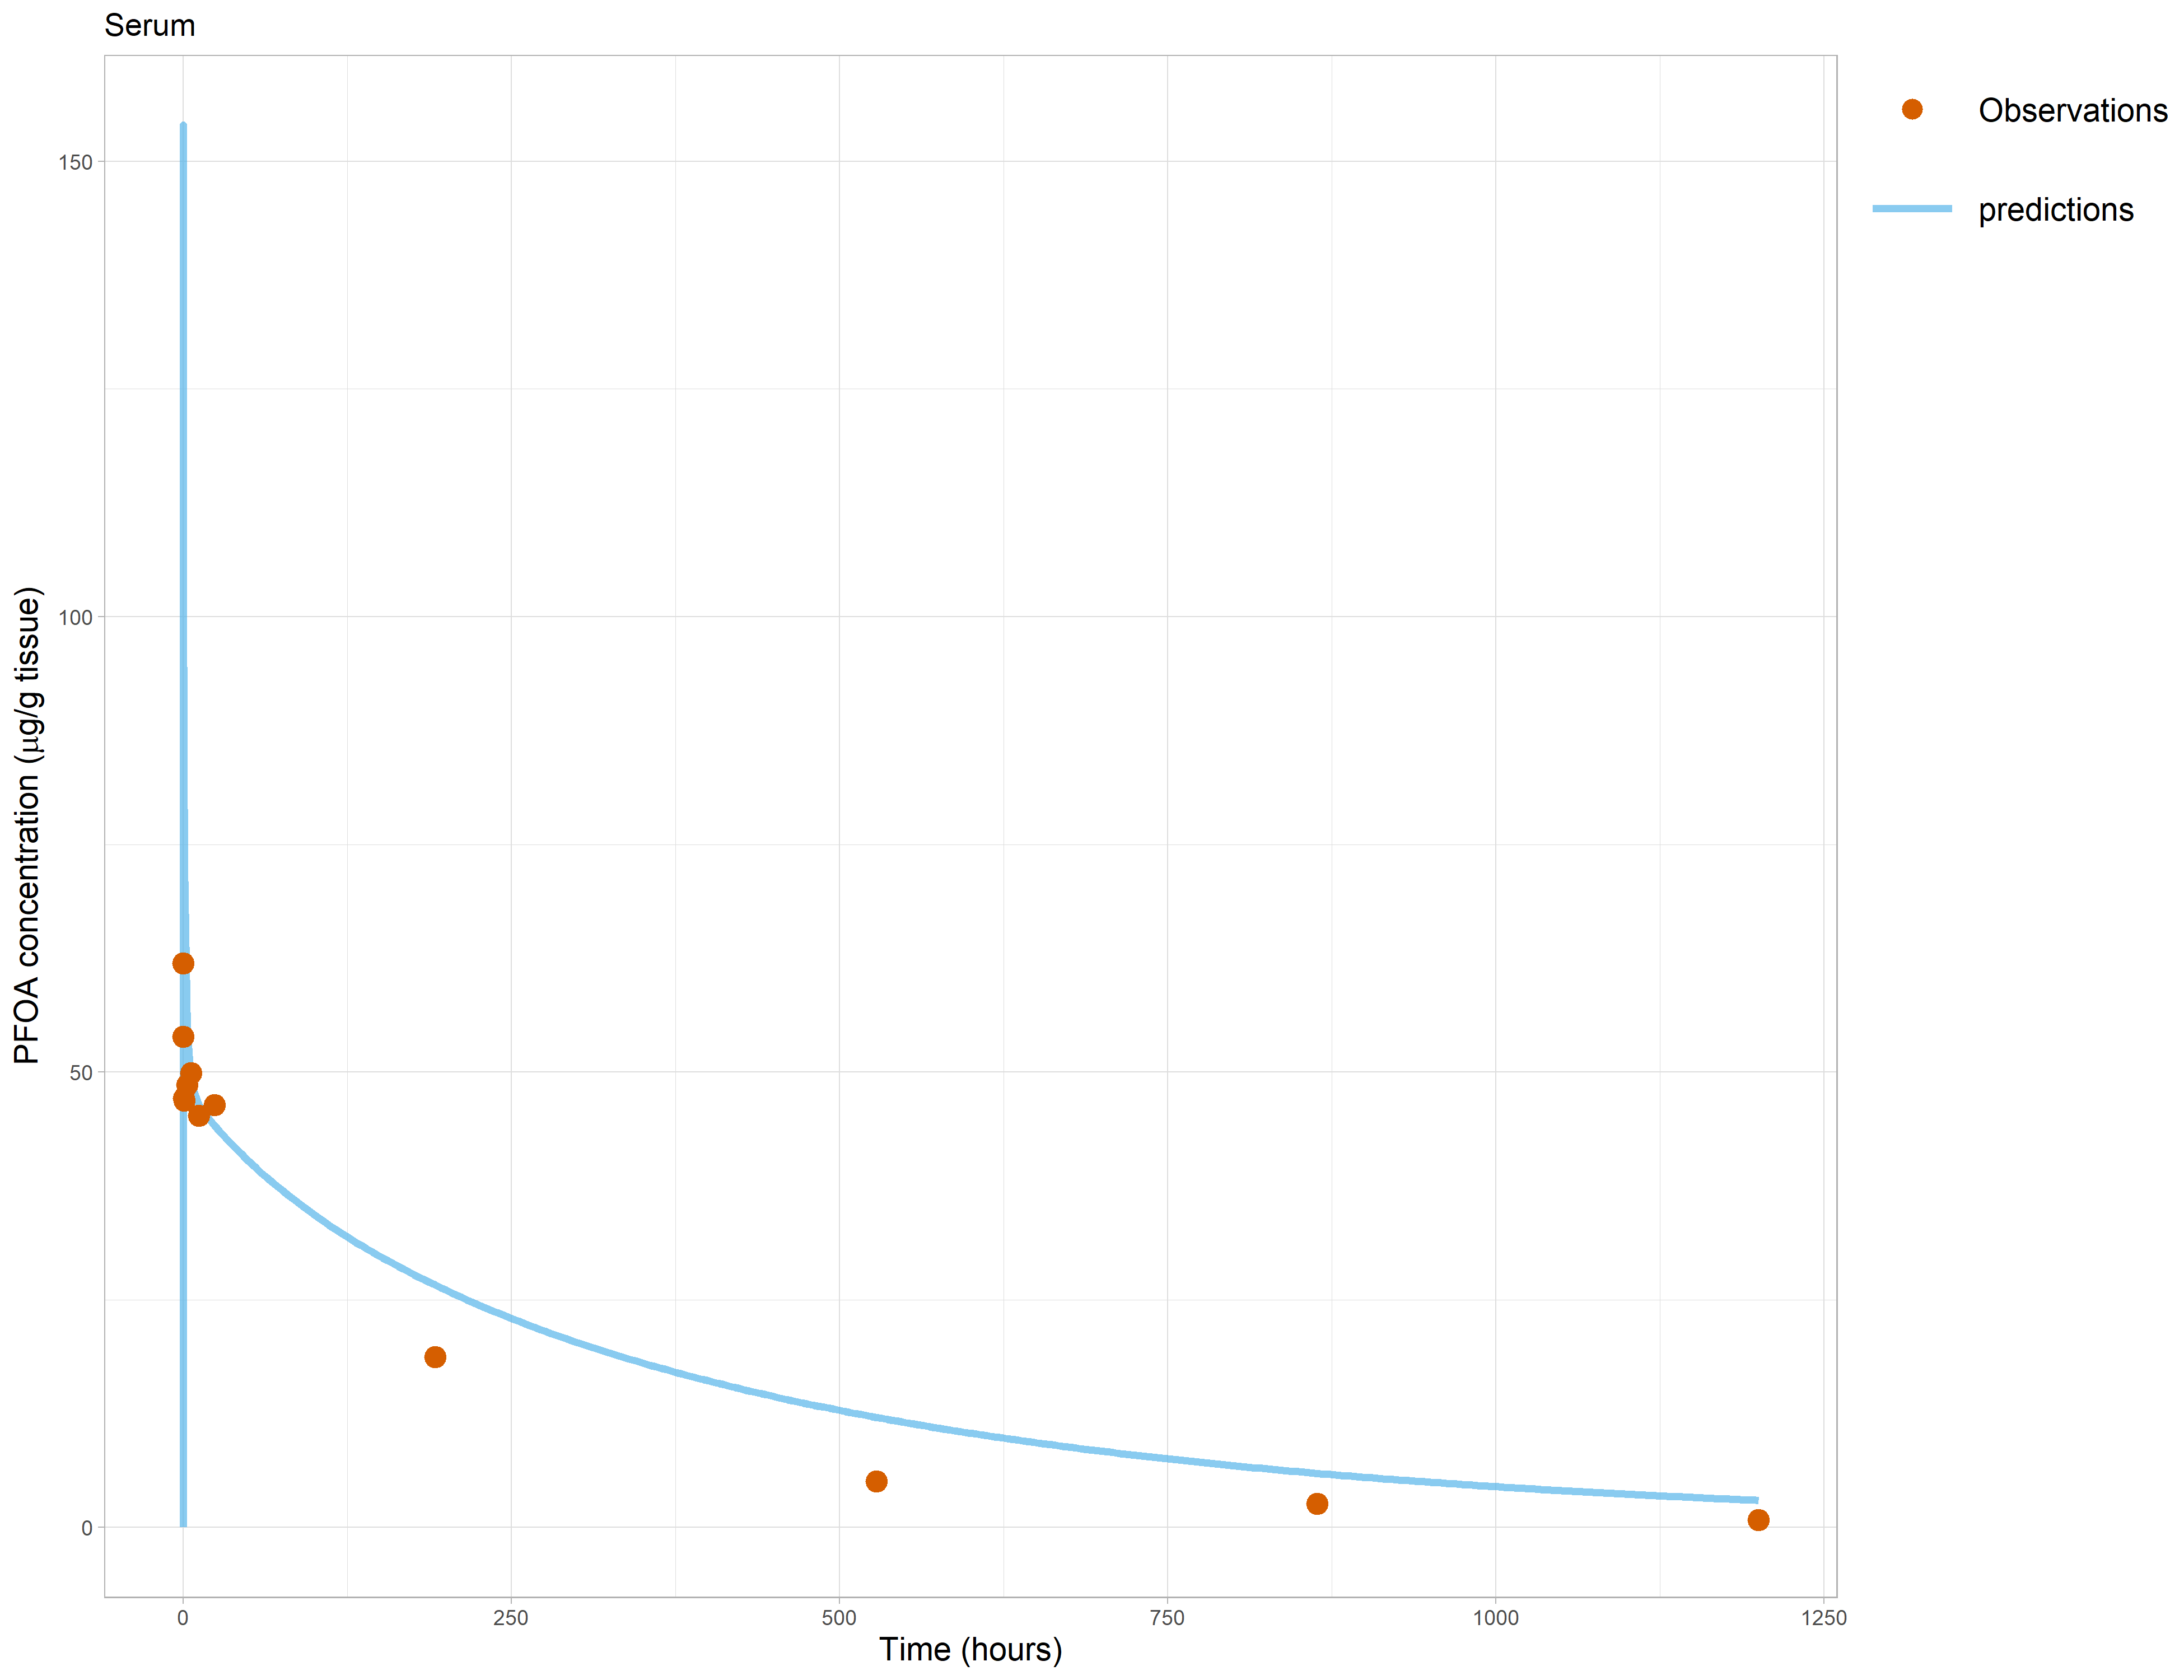 Serum
Observations
predictions
PFOA concentration (μg/g tissue)
150
100
50
0
0
250
500
750
1000
1250
Time (hours)